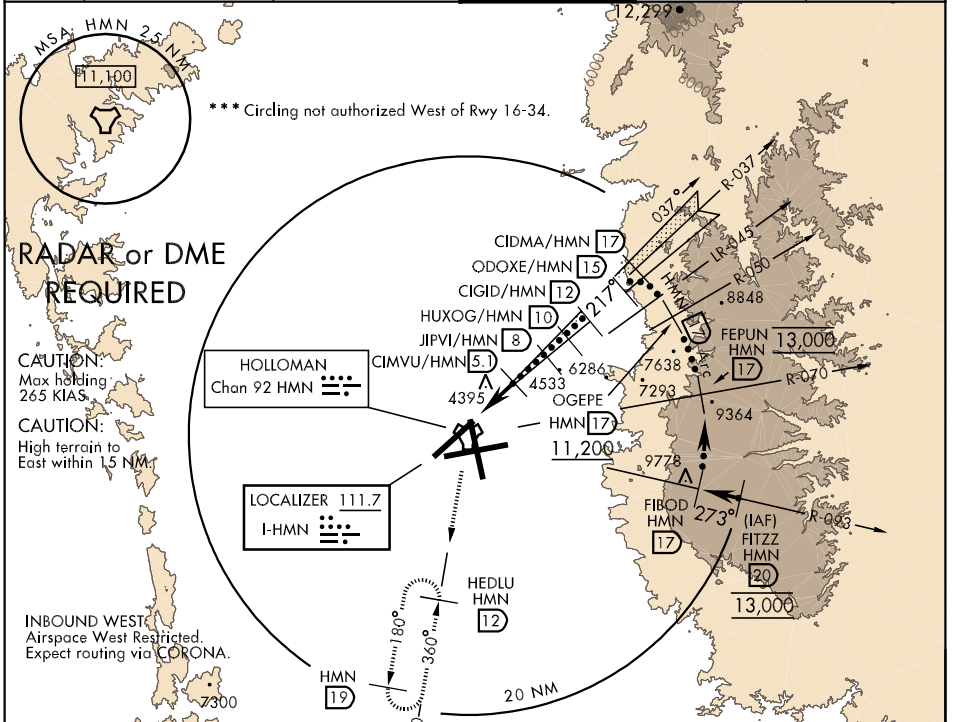 MSA HMN 25 NM
11,100
*** Circling not authorized West of Rwy 16-34.
12,299
10,000
6000
8000
RADAR or DME
REQUIRED
CIDMA/HMN 17
ODOXE/HMN 15
CIGID/HMN 12
HUXOG/HMN 10
JIPVI/HMN 8
CIMVU/HMN 5.1
037°
R-037
LR-045
R-050
217°
HMN 17 Arc
8848
FEPUN
HMN
17
13,000
R-070
CAUTION:
Max holding
265 KIAS.
CAUTION:
High terrain to
East within 15 NM.
HOLLOMAN
Chan 92 HMN
4395
4533
6286
7638
7293
9364
OGEPE
HMN 17
11,200
9778
LOCALIZER 111.7
I-HMN
FIBOD
HMN
17
273°
R-093
(IAF)
FITZZ
HMN
20
13,000
HEDLU
HMN
12
180°
360°
INBOUND WEST
Airspace West Restricted.
Expect routing via CORONA.
HMN
19
20 NM
7300